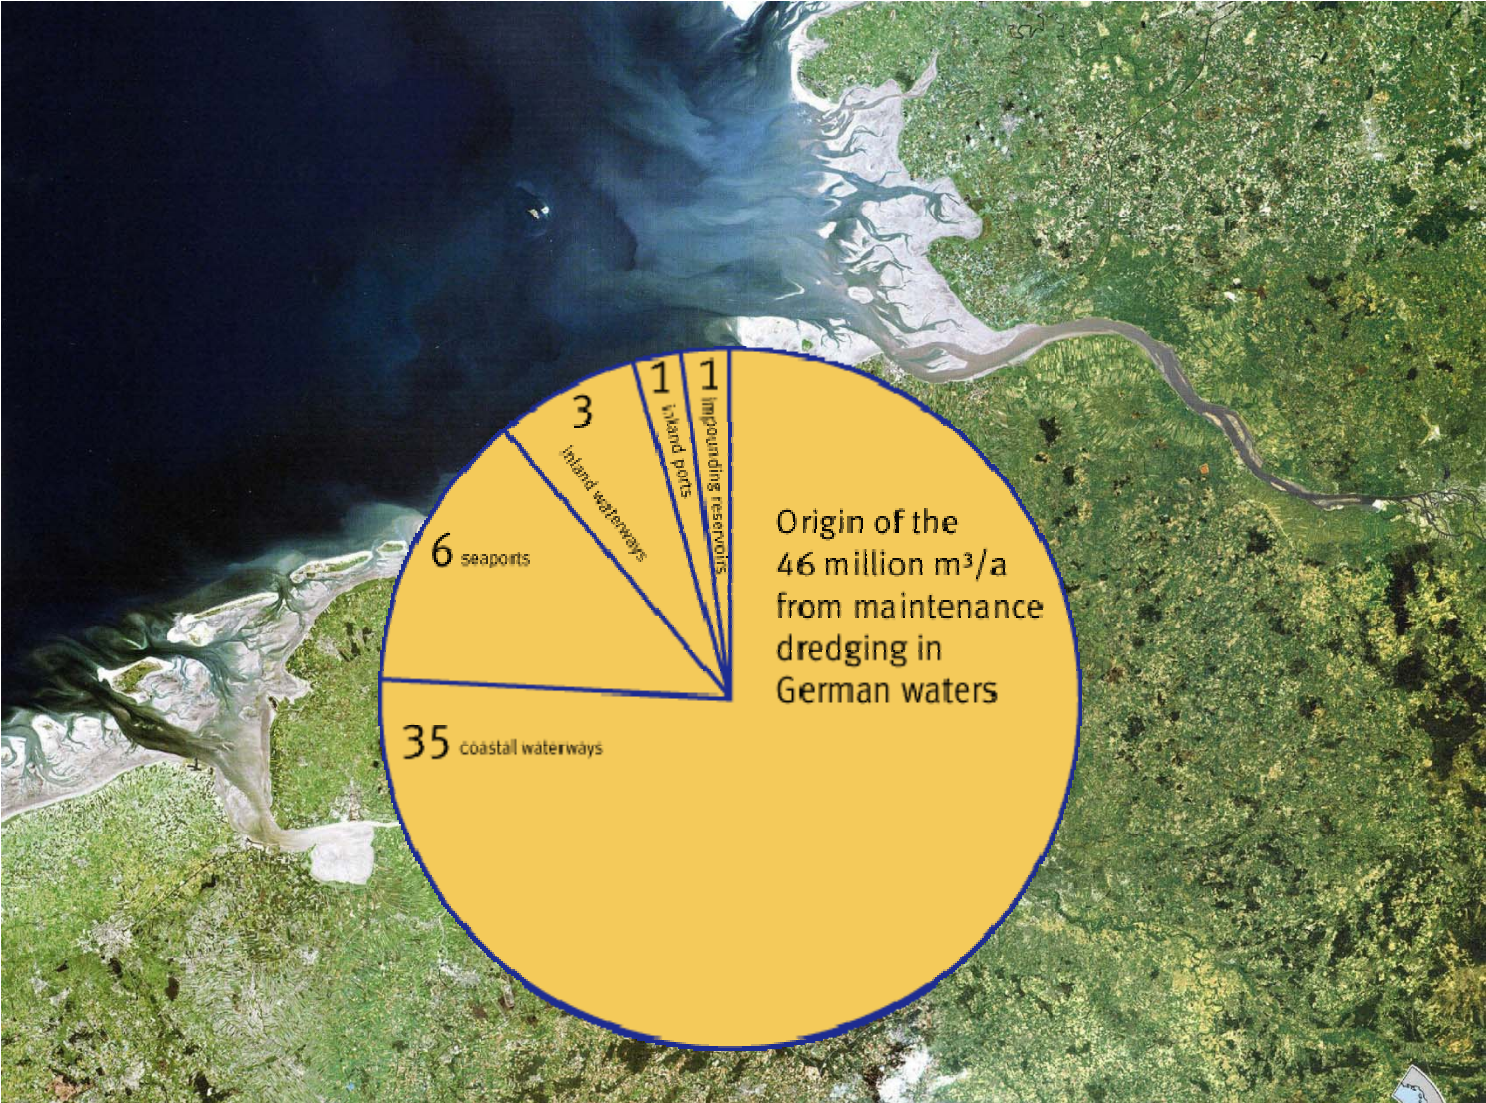 1 inland ports
1 impounding reservoirs
3 inland waterways
6 seaports
35 coastall waterways
Origin of the
46 million m³/a
from maintenance
dredging in
German waters